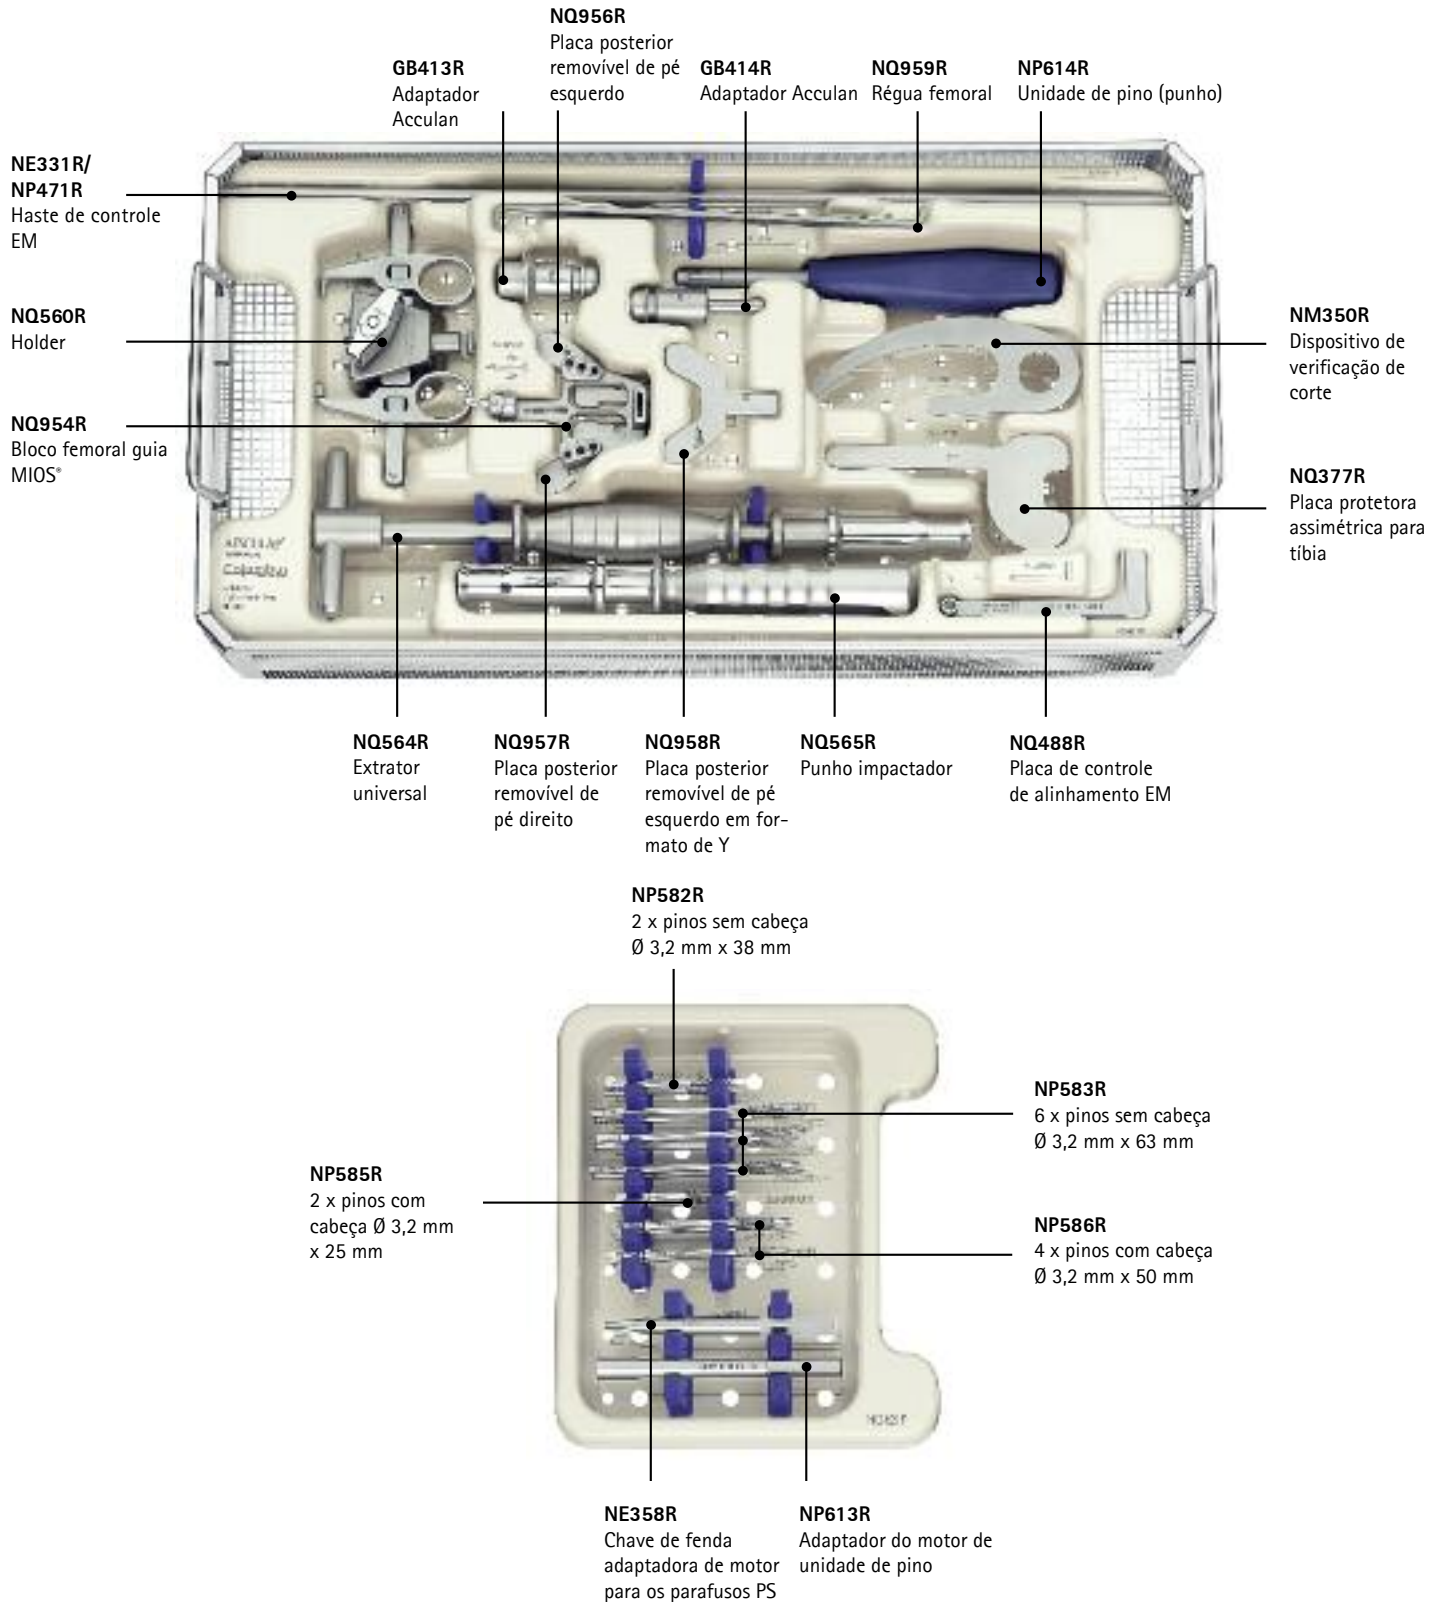 NQ956R
Placa posterior
removível de pé
esquerdo
GB413R
Adaptador
Acculan
GB414R
Adaptador Acculan
NQ959R
Régua femoral
NP614R
Unidade de pino (punho)
NE331R/
NP471R
Haste de controle
EM
NQ560R
Holder
NQ954R
Bloco femoral guia
MIOS®
NM350R
Dispositivo de
verificação de
corte
NQ377R
Placa protetora
assimétrica para
tíbia
Columbus
NQ564R
Extrator
universal
NQ957R
Placa posterior
removível de
pé direito
NQ958R
Placa posterior
removível de pé
esquerdo em for-
mato de Y
NQ565R
Punho impactador
NQ488R
Placa de controle
de alinhamento EM
NP582R
2 x pinos sem cabeça
Ø 3,2 mm x 38 mm
NP583R
6 x pinos sem cabeça
Ø 3,2 mm x 63 mm
NP585R
2 x pinos com
cabeça Ø 3,2 mm
x 25 mm
NP586R
4 x pinos com cabeça
Ø 3,2 mm x 50 mm
NE358R
Chave de fenda
adaptadora de motor
para os parafusos PS
NP613R
Adaptador do motor de
unidade de pino